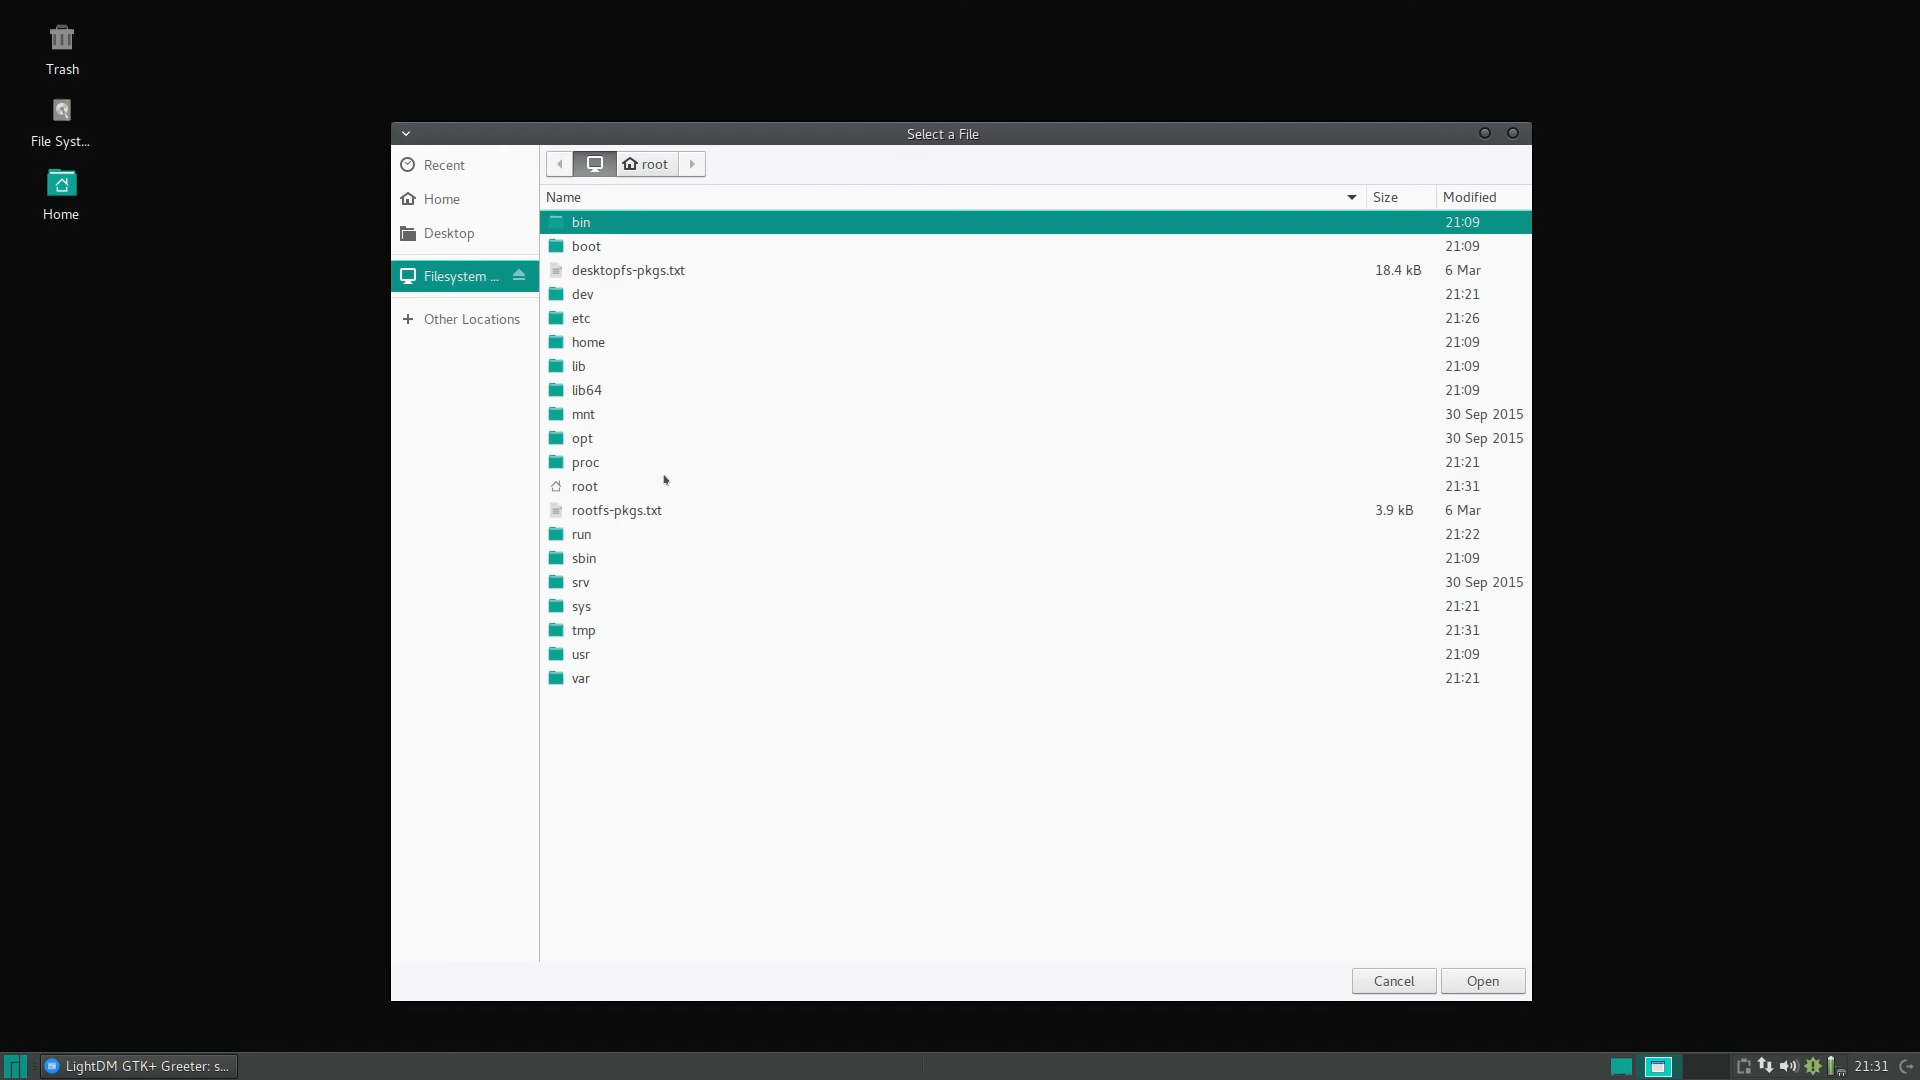 Trash
File Syst...
Home
Select a File
Recent
Home
Desktop
Filesystem ...
Other Locations
root
Name Size Modified
bin 21:09
boot 21:09
desktopfs-pkgs.txt 18.4 kB 6 Mar
dev 21:21
etc 21:26
home 21:09
lib 21:09
lib64 21:09
mnt 30 Sep 2015
opt 30 Sep 2015
proc 21:21
root 21:31
rootfs-pkgs.txt 3.9 kB 6 Mar
run 21:22
sbin 21:09
srv 30 Sep 2015
sys 21:21
tmp 21:31
usr 21:09
var 21:21
Cancel Open
LightDM GTK+ Greeter: s... 21:31